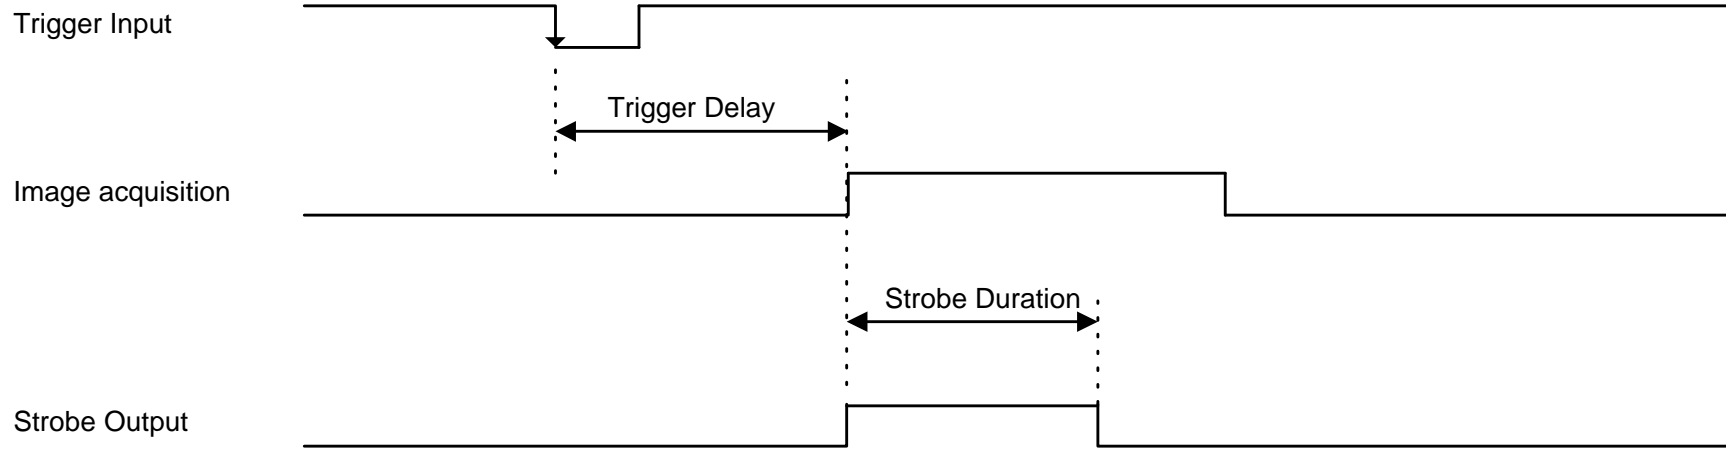 Trigger Input
Trigger Delay
Image acquisition
Strobe Duration
Strobe Output